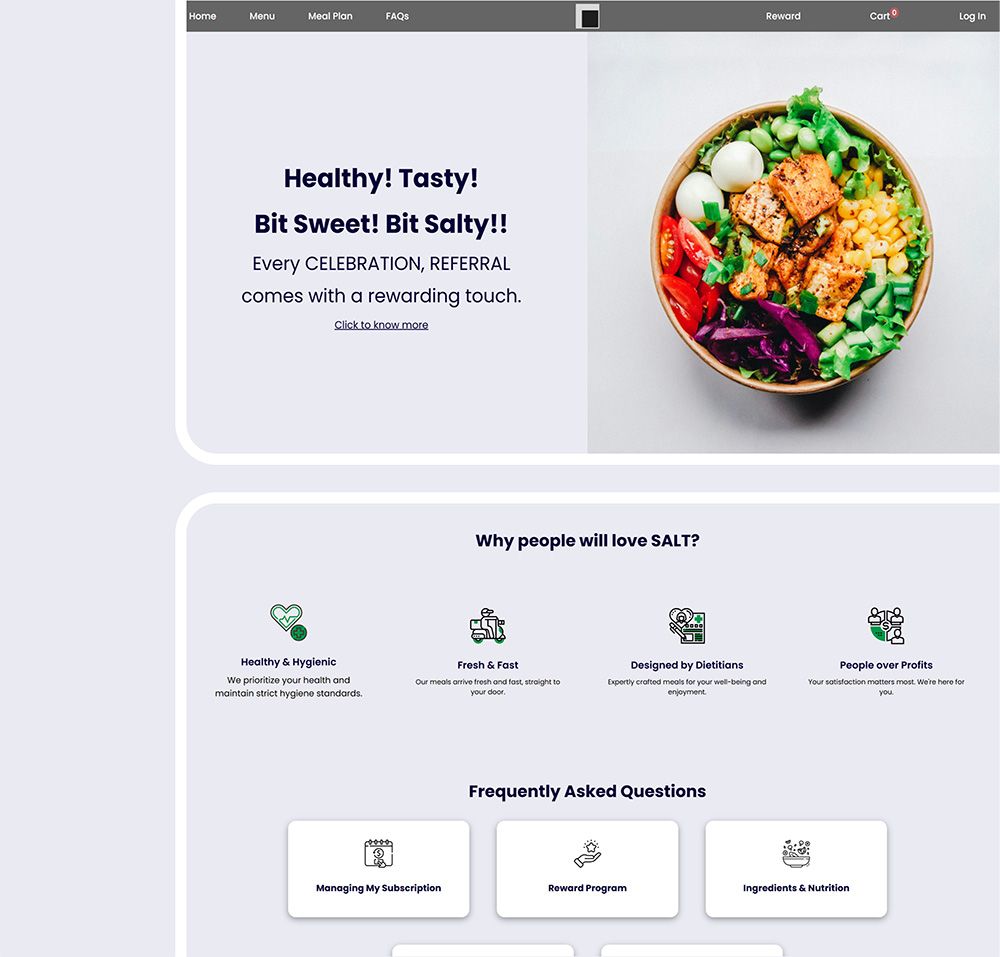 Home Menu Meal Plan FAQs Reward Cart 0 Log In
Healthy! Tasty!
Bit Sweet! Bit Salty!!
Every CELEBRATION, REFERRAL
comes with a rewarding touch.
Click to know more
Why people will love SALT?
Healthy & Hygienic
We prioritize your health and
maintain strict hygiene standards.
Fresh & Fast
Our meals arrive fresh and fast, straight to
your door.
Designed by Dietitians
Expertly crafted meals for your well-being and
enjoyment.
People over Profits
Your satisfaction matters most. We're here for
you.
Frequently Asked Questions
Managing My Subscription
Reward Program
Ingredients & Nutrition